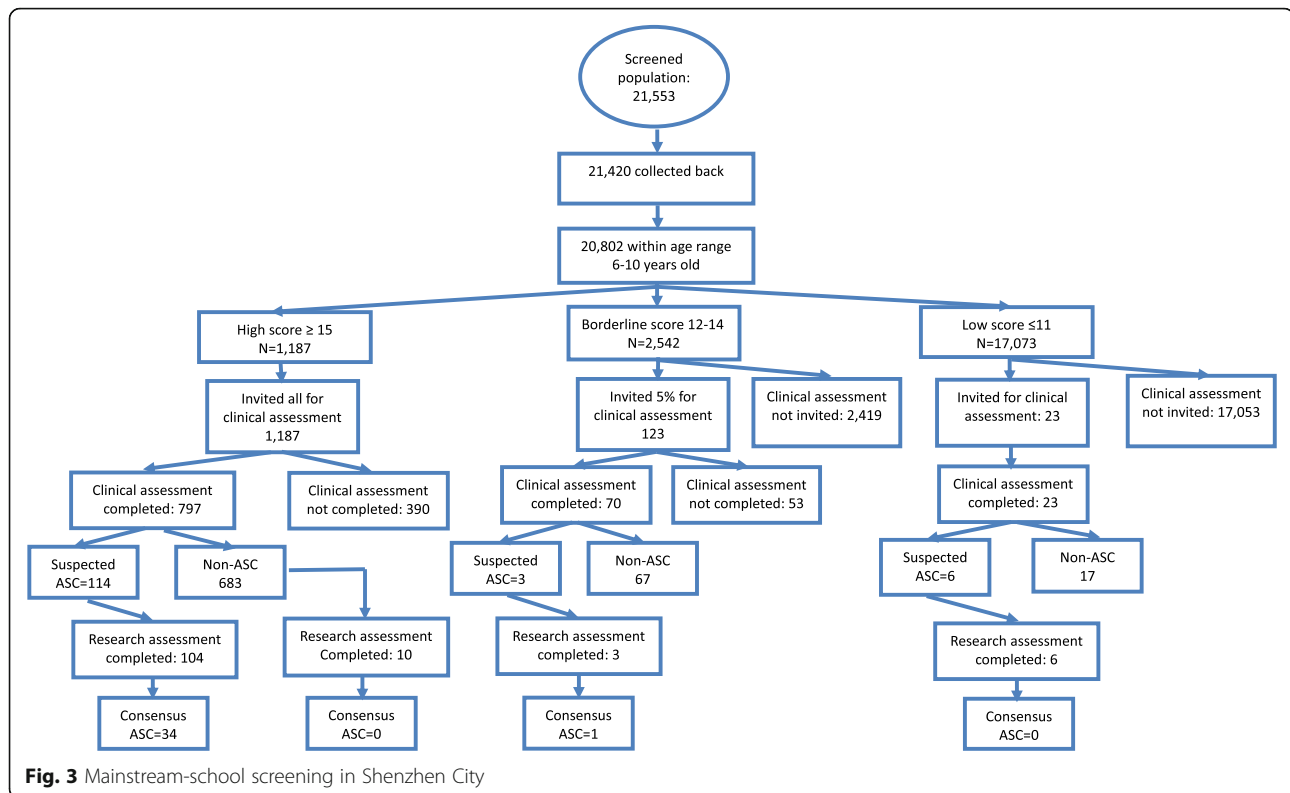 Screened
population:
21,553
21,420 collected back
20,802 within age range
6-10 years old
High score ≥ 15
N=1,187
Borderline score 12-14
N=2,542
Low score ≤11
N=17,073
Invited all for
clinical assessment
1,187
Invited 5% for
clinical assessment
123
Clinical assessment
not invited: 2,419
Invited for clinical
assessment: 23
Clinical assessment
not invited: 17,053
Clinical assessment
completed: 797
Clinical assessment
not completed: 390
Clinical assessment
completed: 70
Clinical assessment
not completed: 53
Clinical assessment
completed: 23
Suspected
ASC=114
Non-ASC
683
Suspected
ASC=3
Non-ASC
67
Suspected
ASC=6
Non-ASC
17
Research assessment
completed: 104
Research assessment
Completed: 10
Research assessment
completed: 3
Research assessment
completed: 6
Consensus
ASC=34
Consensus
ASC=0
Consensus
ASC=1
Consensus
ASC=0
Fig. 3 Mainstream-school screening in Shenzhen City